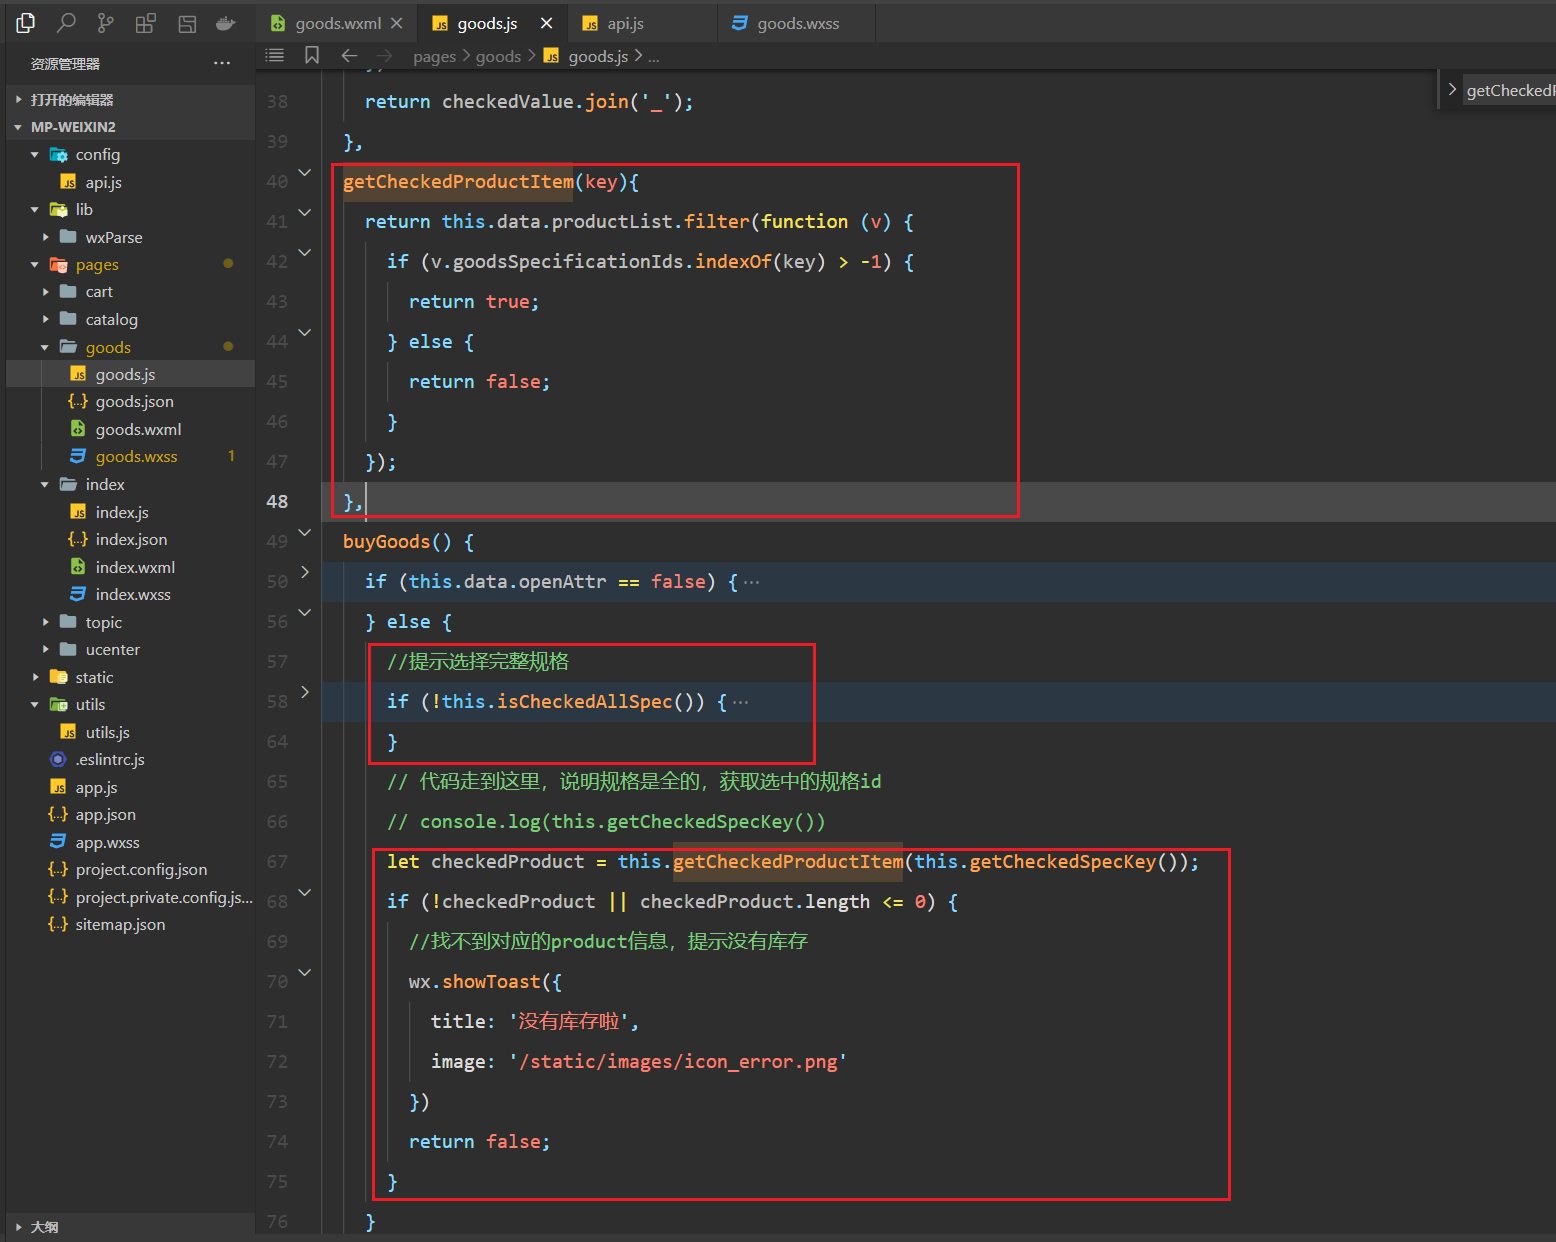 goods.wxml
goods.js
api.js
goods.wxss
资源管理器
pages > goods > goods.js > ...
打开的编辑器
MP-WEIXIN2
config
api.js
lib
wxParse
pages
cart
catalog
goods
goods.js
goods.json
goods.wxml
goods.wxss 1
index
index.js
index.json
index.wxml
index.wxss
topic
ucenter
static
utils
utils.js
.eslintrc.js
app.js
app.json
app.wxss
project.config.json
project.private.config.js...
sitemap.json
大纲
38 return checkedValue.join('_');
39 },
40 getCheckedProductItem(key){
41 return this.data.productList.filter(function (v) {
42 if (v.goodsSpecificationIds.indexOf(key) > -1) {
43 return true;
44 } else {
45 return false;
46 }
47 });
48 },
49 buyGoods() {
50 if (this.data.openAttr == false) {···
56 } else {
57 //提示选择完整规格
58 if (!this.isCheckedAllSpec()) {···
64 }
65 // 代码走到这里，说明规格是全的，获取选中的规格id
66 // console.log(this.getCheckedSpecKey())
67 let checkedProduct = this.getCheckedProductItem(this.getCheckedSpecKey());
68 if (!checkedProduct || checkedProduct.length <= 0) {
69 //找不到对应的product信息，提示没有库存
70 wx.showToast({
71 title: '没有库存啦',
72 image: '/static/images/icon_error.png'
73 })
74 return false;
75 }
76 }